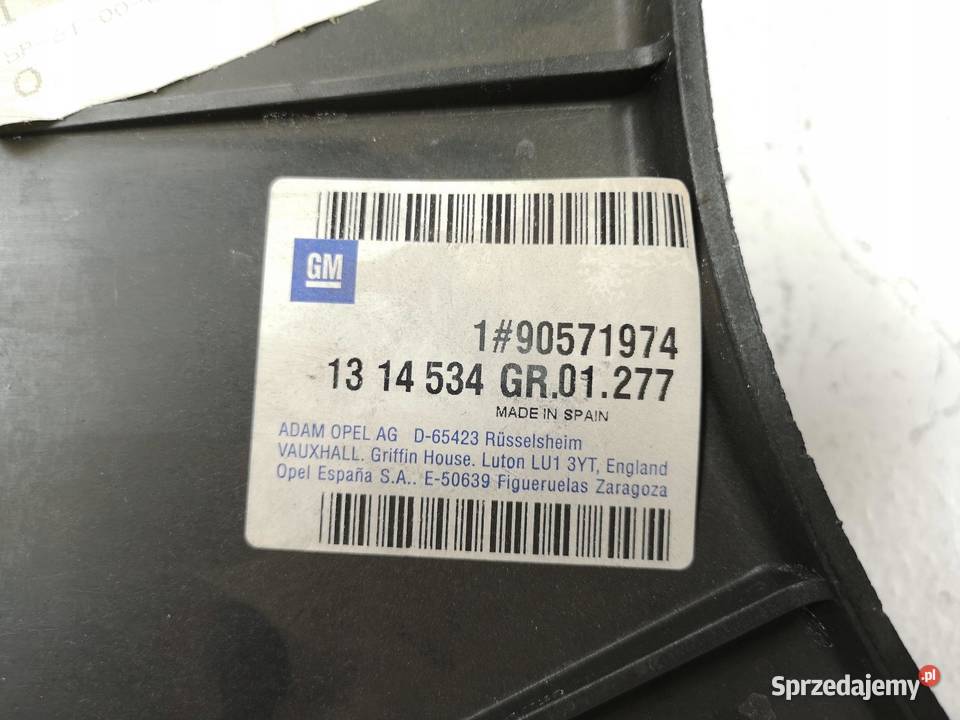 GM
1#90571974
13 14 534 GR.01.277
MADE IN SPAIN
ADAM OPEL AG D-65423 Rüsselsheim
VAUXHALL. Griffin House. Luton LU1 3YT, England
Opel España S.A.. E-50639 Figueruelas Zaragoza
Sprzedajemy.pl